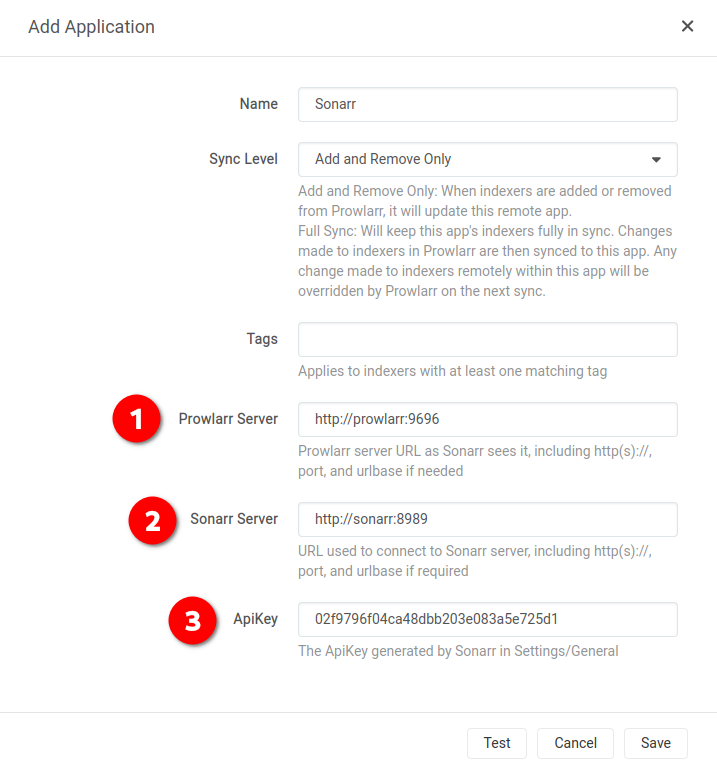 Add Application
Name
Sonarr
Sync Level
Add and Remove Only
Add and Remove Only: When indexers are added or removed
from Prowlarr, it will update this remote app.
Full Sync: Will keep this app's indexers fully in sync. Changes
made to indexers in Prowlarr are then synced to this app. Any
change made to indexers remotely within this app will be
overridden by Prowlarr on the next sync.
Tags
Applies to indexers with at least one matching tag
1
Prowlarr Server
http://prowlarr:9696
Prowlarr server URL as Sonarr sees it, including http(s)://,
port, and urlbase if needed
2
Sonarr Server
http://sonarr:8989
URL used to connect to Sonarr server, including http(s)://,
port, and urlbase if required
3
ApiKey
02f9796f04ca48dbb203e083a5e725d1
The ApiKey generated by Sonarr in Settings/General
Test
Cancel
Save